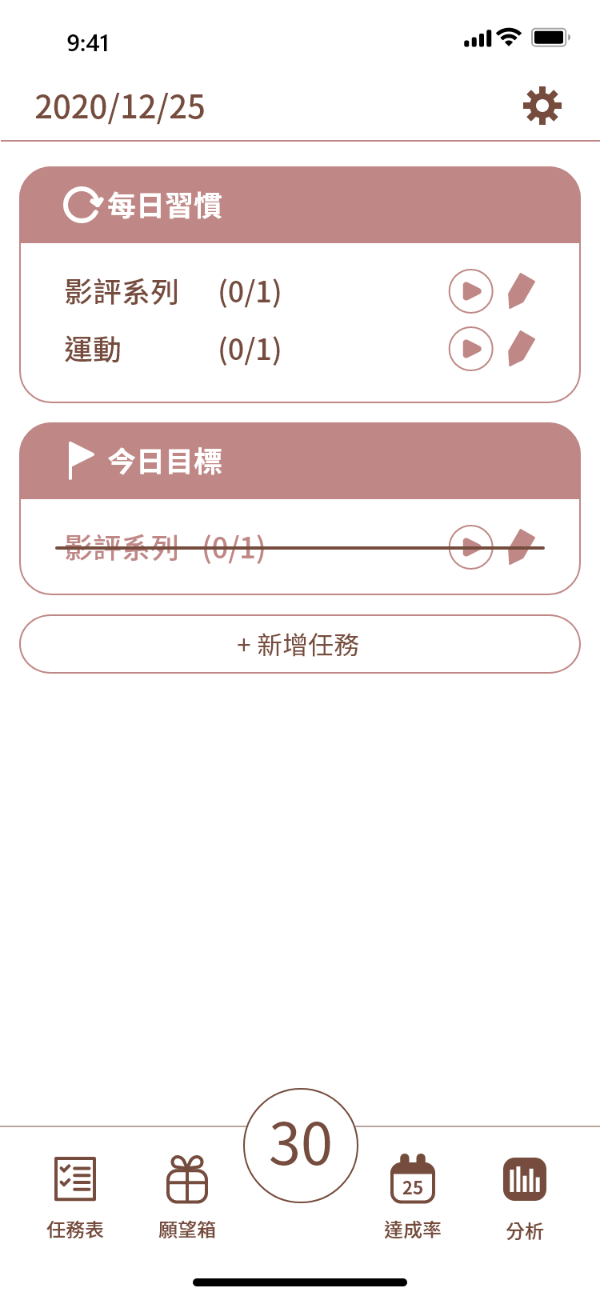 9:41
2020/12/25
每日習慣
影評系列 (0/1)
運動 (0/1)
今日目標
影評系列 (0/1)
+ 新增任務
30
25
任務表 願望箱 達成率 分析